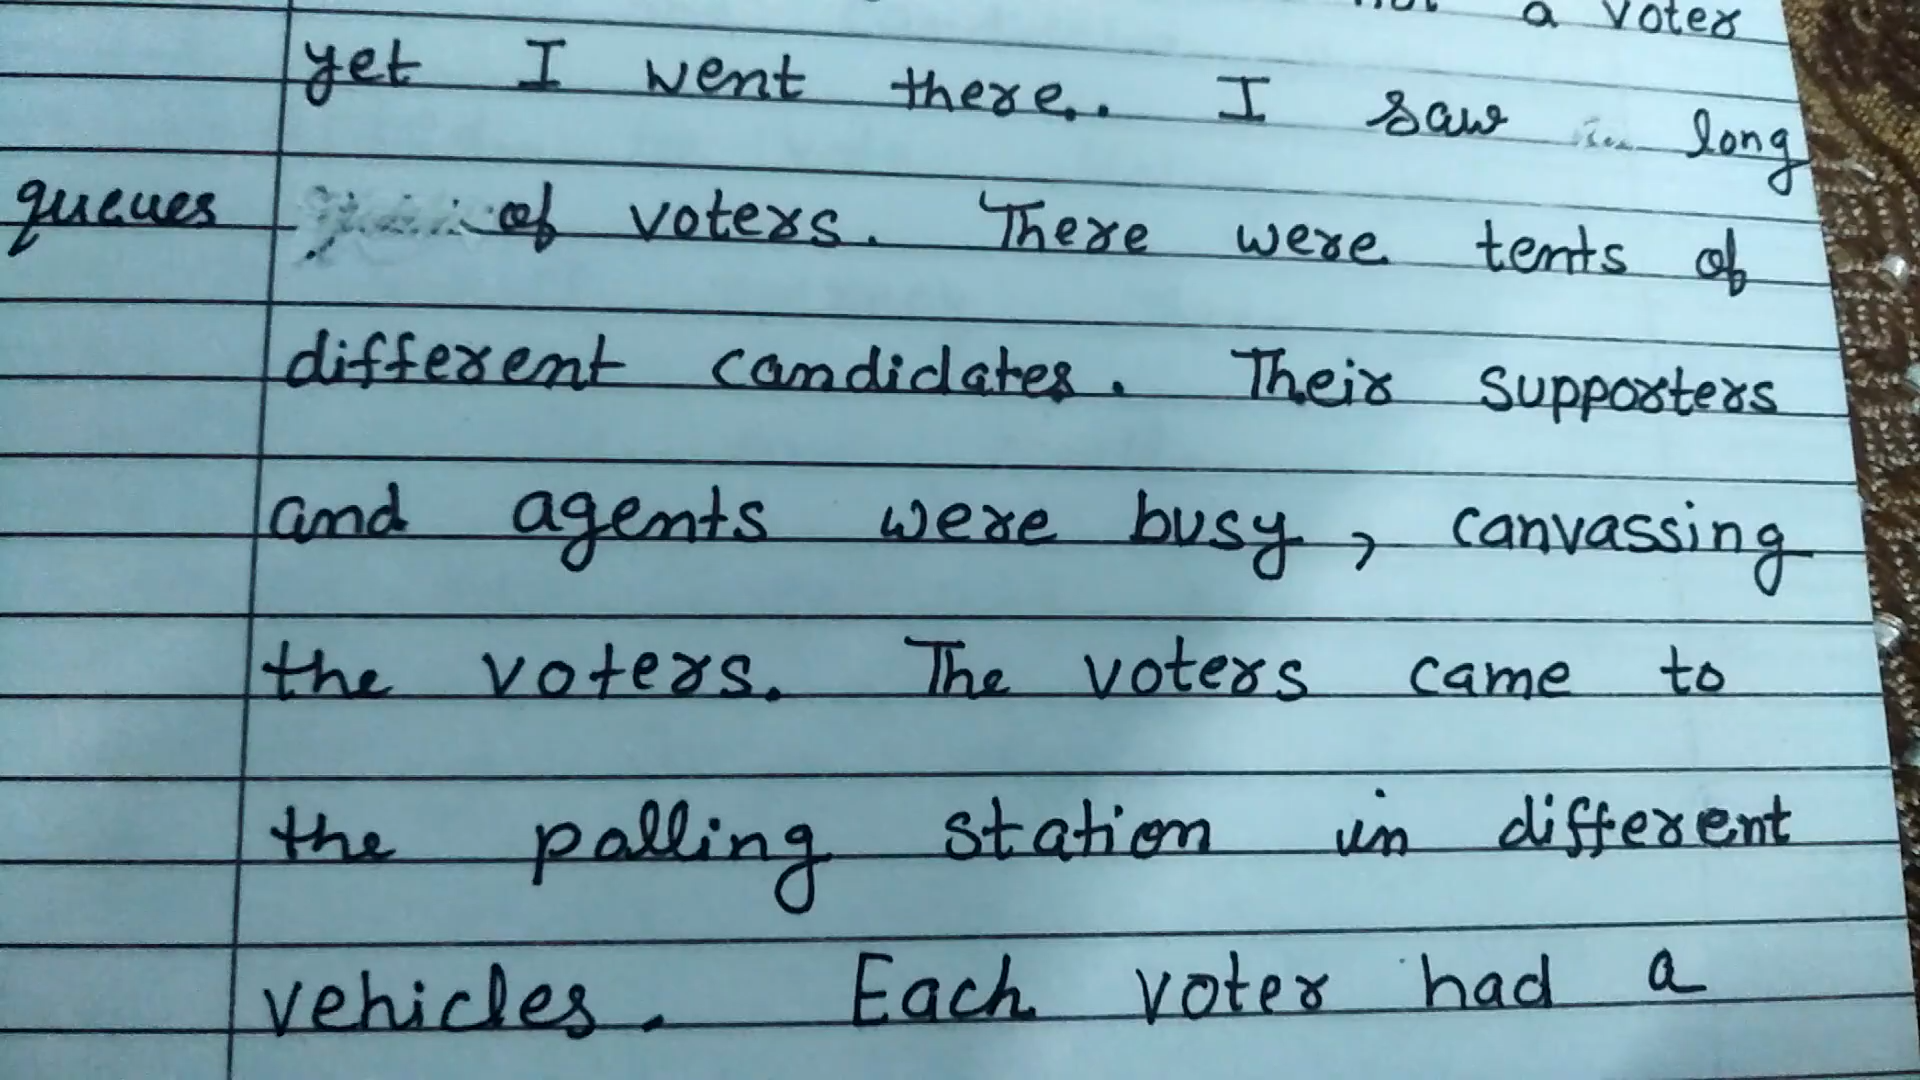 a voter
yet I went there. I saw long
queues of voters. There were tents of
different candidates. Their supporters
and agents were busy, canvassing
the voters. The voters came to
the polling station in different
vehicles. Each voter had a